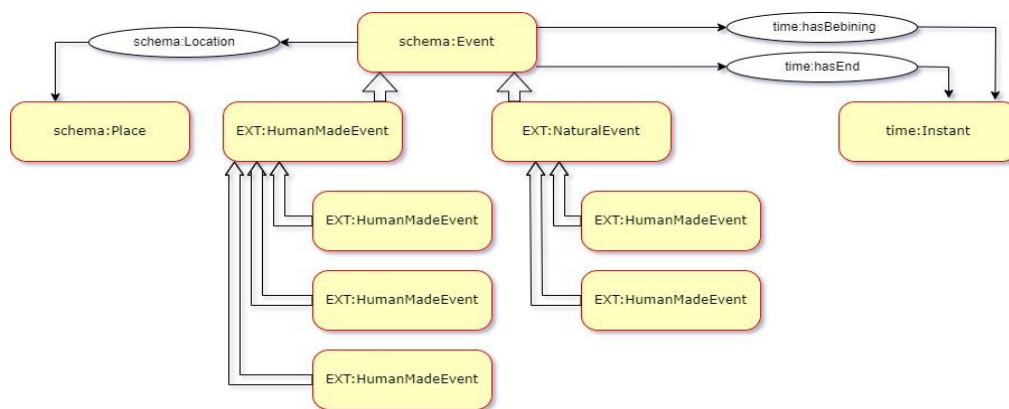 schema:Event
time:hasBebining
schema:Location
time:hasEnd
schema:Place
EXT:HumanMadeEvent
EXT:NaturalEvent
time:Instant
EXT:HumanMadeEvent
EXT:HumanMadeEvent
EXT:HumanMadeEvent
EXT:HumanMadeEvent
EXT:HumanMadeEvent